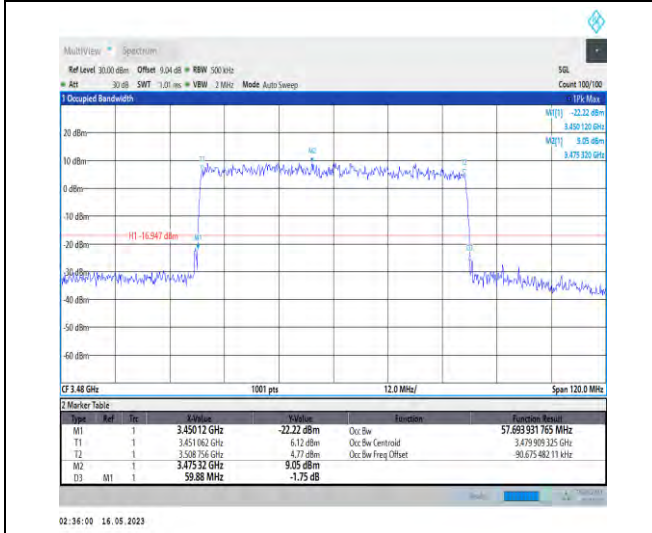 MultiView Spectrum
Ref Level 30.00 dBm Offset 9.04 dB RBW 500 kHz SGL
Att 30 dB SWT 1.01 ms VBW 2 MHz Mode Auto Sweep Count 100/100
1 Occupied Bandwidth 1Pk Max
M1[1] -22.22 dBm
3.450 120 GHz
20 dBm
M2[1] 9.05 dBm
3.475 320 GHz
M2
10 dBm
0 dBm
-10 dBm
H1 -16.947 dBm
M1
-20 dBm
-30 dBm
-40 dBm
-50 dBm
-60 dBm
CF 3.48 GHz 1001 pts 12.0 MHz/ Span 120.0 MHz
2 Marker Table
Type Ref Trc X-Value Y-Value Function Function Result
M1 1 3.45012 GHz -22.22 dBm Occ Bw 57.693 931 765 MHz
T1 1 3.451 062 GHz 6.12 dBm Occ Bw Centroid 3.479 909 325 GHz
T2 1 3.508 756 GHz 4.77 dBm Occ Bw Freq Offset -90.675 482 11 kHz
M2 1 3.475 32 GHz 9.05 dBm
D3 M1 1 59.88 MHz -1.75 dB
02:36:00 16.05.2023